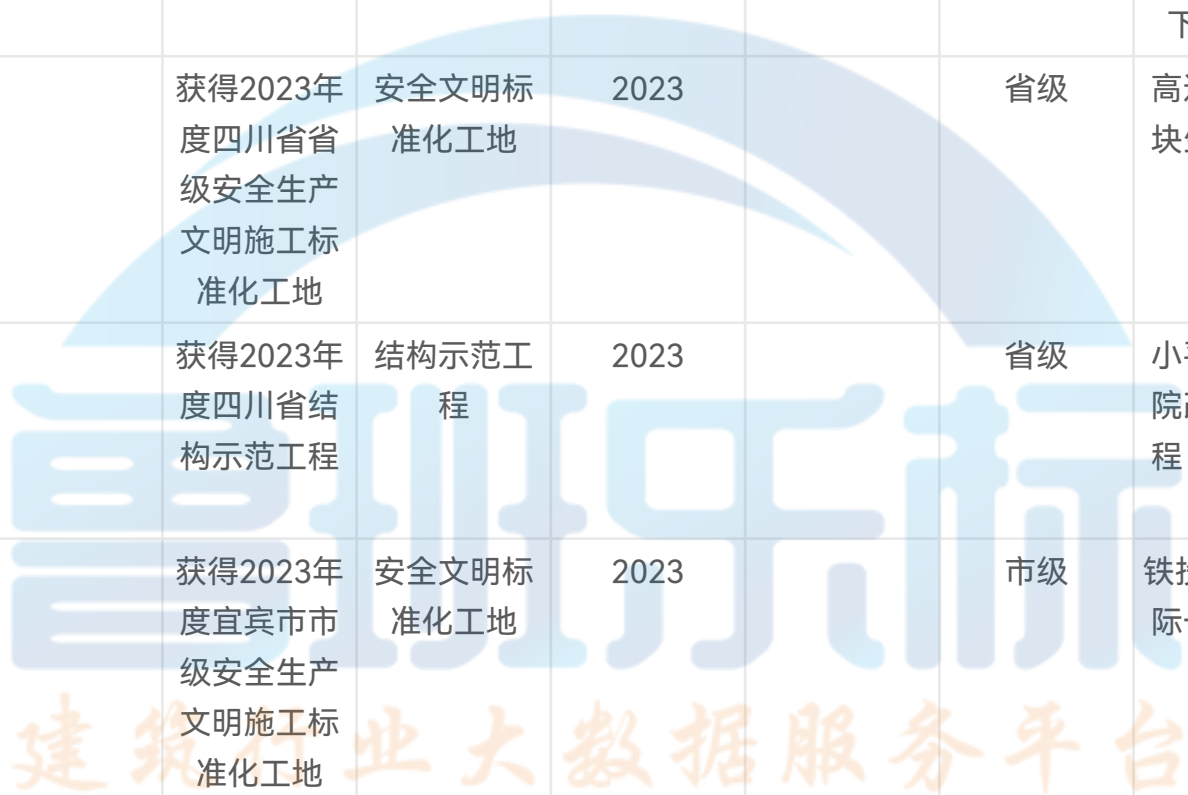 下
获得2023年
度四川省省
级安全生产
文明施工标
准化工地
安全文明标
准化工地
2023
省级
高
块
获得2023年
度四川省结
构示范工程
结构示范工
程
2023
省级
小
院
程
获得2023年
度宜宾市市
级安全生产
文明施工标
准化工地
安全文明标
准化工地
2023
市级
铁
际
鲁班乐标
建筑行业大数据服务平台